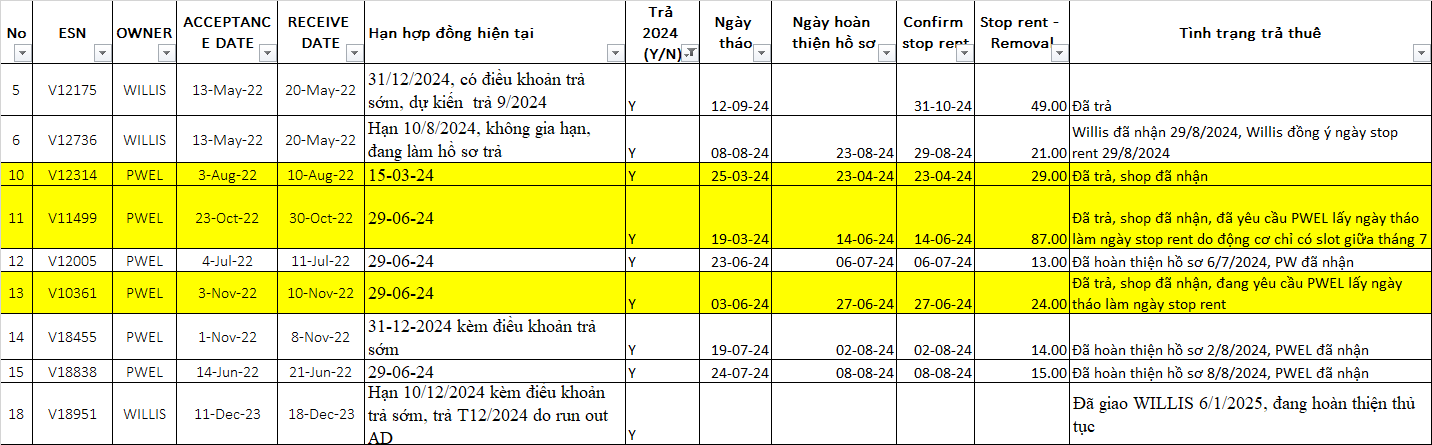 No ESN OWNER ACCEPTANC E DATE RECEIVE DATE Hạn hợp đồng hiện tại Trả 2024 (Y/N) Ngày tháo Ngày hoàn thiện hồ sơ Confirm stop rent Stop rent - Removal Tình trạng trả thuê
5 V12175 WILLIS 13-May-22 20-May-22 31/12/2024, có điều khoản trả sớm, dự kiến trả 9/2024 Y 12-09-24 31-10-24 49.00 Đã trả
6 V12736 WILLIS 13-May-22 20-May-22 Hạn 10/8/2024, không gia hạn, đang làm hồ sơ trả Y 08-08-24 23-08-24 29-08-24 21.00 Willis đã nhận 29/8/2024, Willis đồng ý ngày stop rent 29/8/2024
10 V12314 PWEL 3-Aug-22 10-Aug-22 15-03-24 Y 25-03-24 23-04-24 23-04-24 29.00 Đã trả, shop đã nhận
11 V11499 PWEL 23-Oct-22 30-Oct-22 29-06-24 Y 19-03-24 14-06-24 14-06-24 87.00 Đã trả, shop đã nhận, đã yêu cầu PWEL lấy ngày tháo làm ngày stop rent do động cơ chỉ có slot giữa tháng 7
12 V12005 PWEL 4-Jul-22 11-Jul-22 29-06-24 Y 23-06-24 06-07-24 06-07-24 13.00 Đã hoàn thiện hồ sơ 6/7/2024, PW đã nhận
13 V10361 PWEL 3-Nov-22 10-Nov-22 29-06-24 Y 03-06-24 27-06-24 27-06-24 24.00 Đã trả, shop đã nhận, đang yêu cầu PWEL lấy ngày tháo làm ngày stop rent
14 V18455 PWEL 1-Nov-22 8-Nov-22 31-12-2024 kèm điều khoản trả sớm Y 19-07-24 02-08-24 02-08-24 14.00 Đã hoàn thiện hồ sơ 2/8/2024, PWEL đã nhận
15 V18838 PWEL 14-Jun-22 21-Jun-22 29-06-24 Y 24-07-24 08-08-24 08-08-24 15.00 Đã hoàn thiện hồ sơ 8/8/2024, PWEL đã nhận
18 V18951 WILLIS 11-Dec-23 18-Dec-23 Hạn 10/12/2024 kèm điều khoản trả sớm, trả T12/2024 do run out AD Y Đã giao WILLIS 6/1/2025, đang hoàn thiện thủ tục